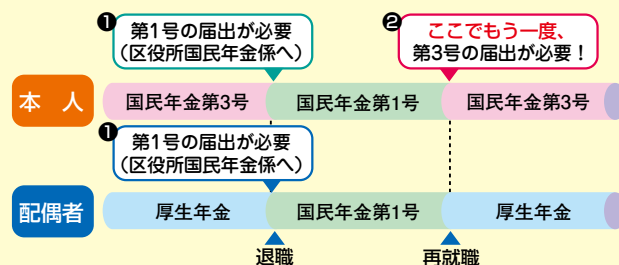 ❶
第1号の届出が必要
(区役所国民年金係へ)
❷
ここでもう一度、
第3号の届出が必要！
本 人
国民年金第3号
国民年金第1号
国民年金第3号
❶
第1号の届出が必要
(区役所国民年金係へ)
配偶者
厚生年金
国民年金第1号
厚生年金
退職
再就職